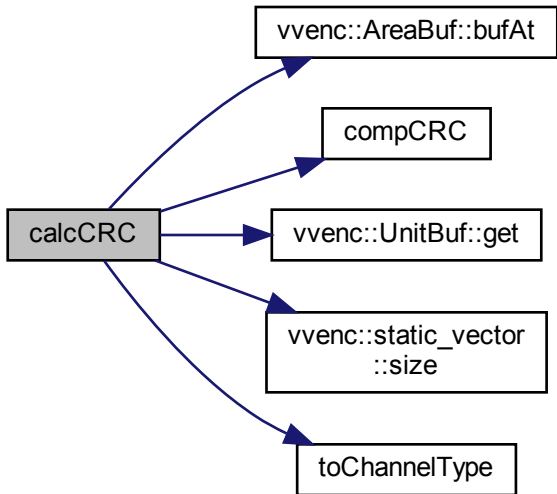 vvenc::AreaBuf::bufAt
compCRC
calcCRC
vvenc::UnitBuf::get
vvenc::static_vector
::size
toChannelType